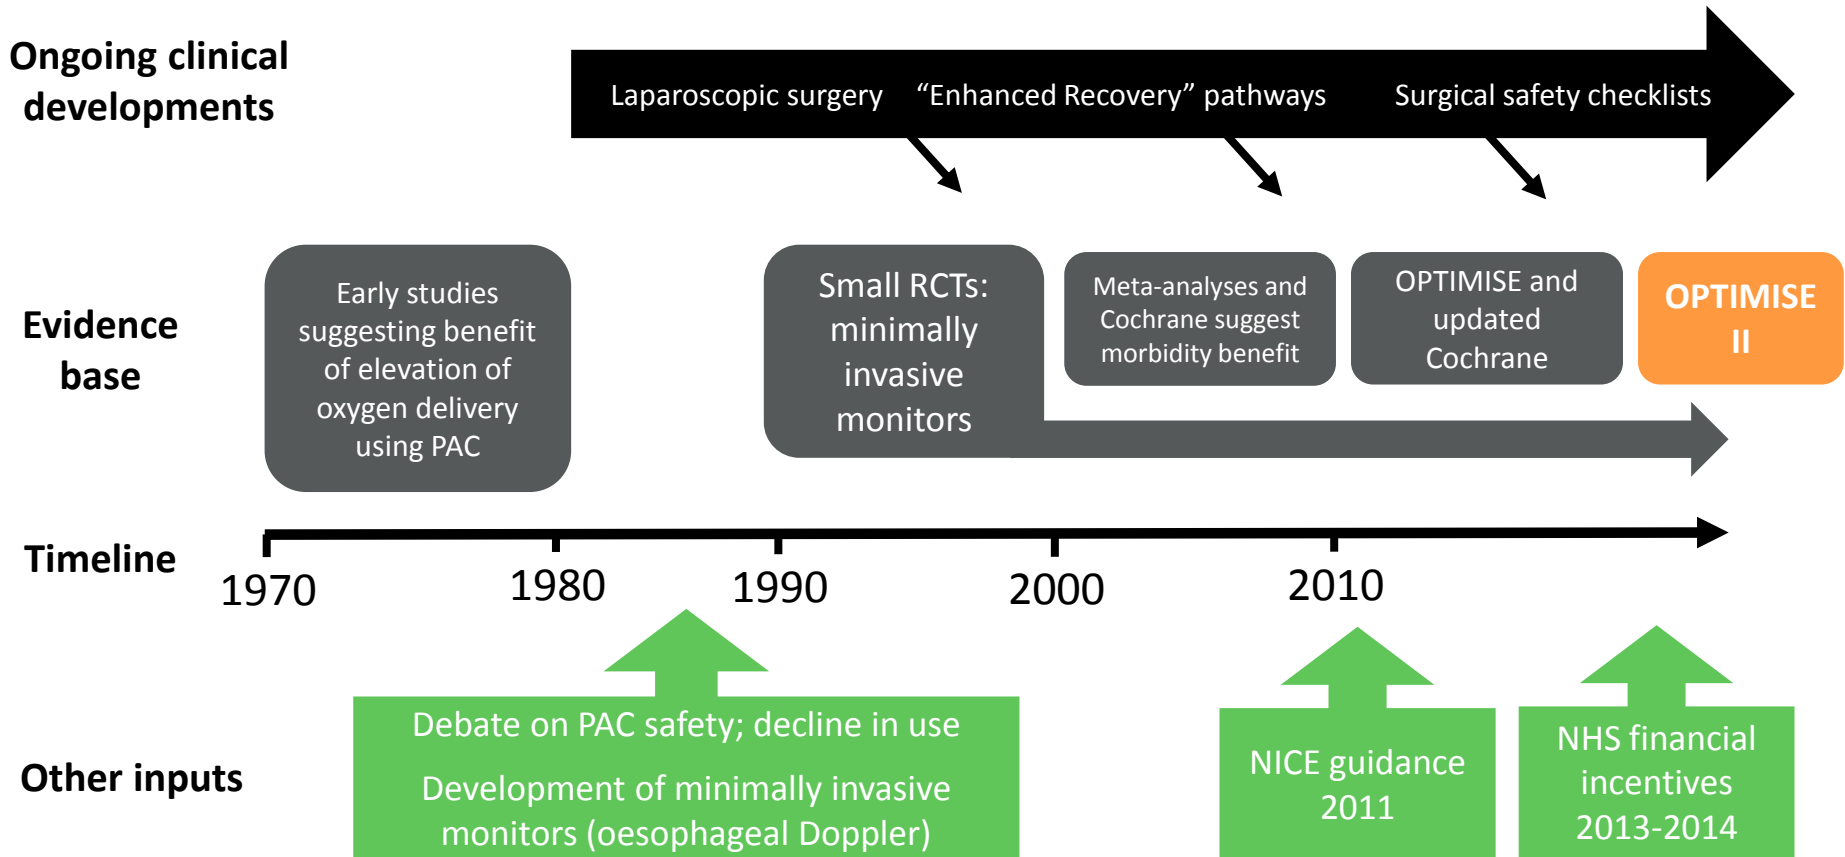 Ongoing clinical
developments
Laparoscopic surgery “Enhanced Recovery” pathways Surgical safety checklists
Evidence
base
Early studies
suggesting benefit
of elevation of
oxygen delivery
using PAC
Small RCTs:
minimally
invasive
monitors
Meta-analyses and
Cochrane suggest
morbidity benefit
OPTIMISE and
updated
Cochrane
OPTIMISE
II
Timeline
1970
1980
1990
2000
2010
Other inputs
Debate on PAC safety; decline in use
Development of minimally invasive
monitors (oesophageal Doppler)
NICE guidance
2011
NHS financial
incentives
2013-2014